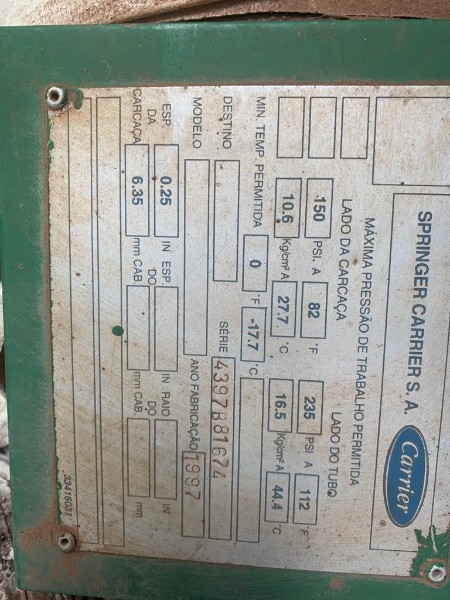 SPRINGER CARRIER S. A.
Carrier
®
MÁXIMA PRESSÃO DE TRABALHO PERMITIDA
LADO DA CARCAÇA LADO DO TUBO
150 PSI. A 82 °F 235 PSI A 112 °F
10.6 Kg/cm² A 27.7 °C 16.5 Kg/cm² A 44.4 °C
MIN. TEMP. PERMITIDA 0 °F -17.7 °C
DESTINO SÉRIE 4397B81674
MODELO ANO FABRICAÇÃO 1997
ESP. 0.25 IN ESP. IN RAIO IN
DA DO DO
CARCAÇA 6.35 mm CAB. mm CAB. mm
33416031